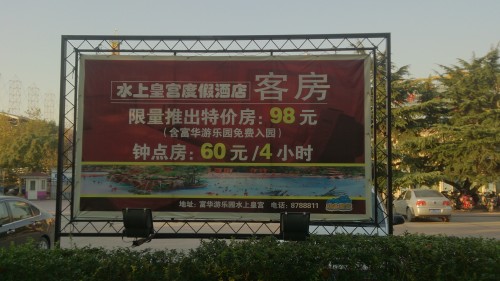 水上皇宫度假酒店 客房
限量推出特价房：98元
（含富华游乐园免费入园）
钟点房：60元/4小时
地址：富华游乐园水上皇宫 电话：8798811